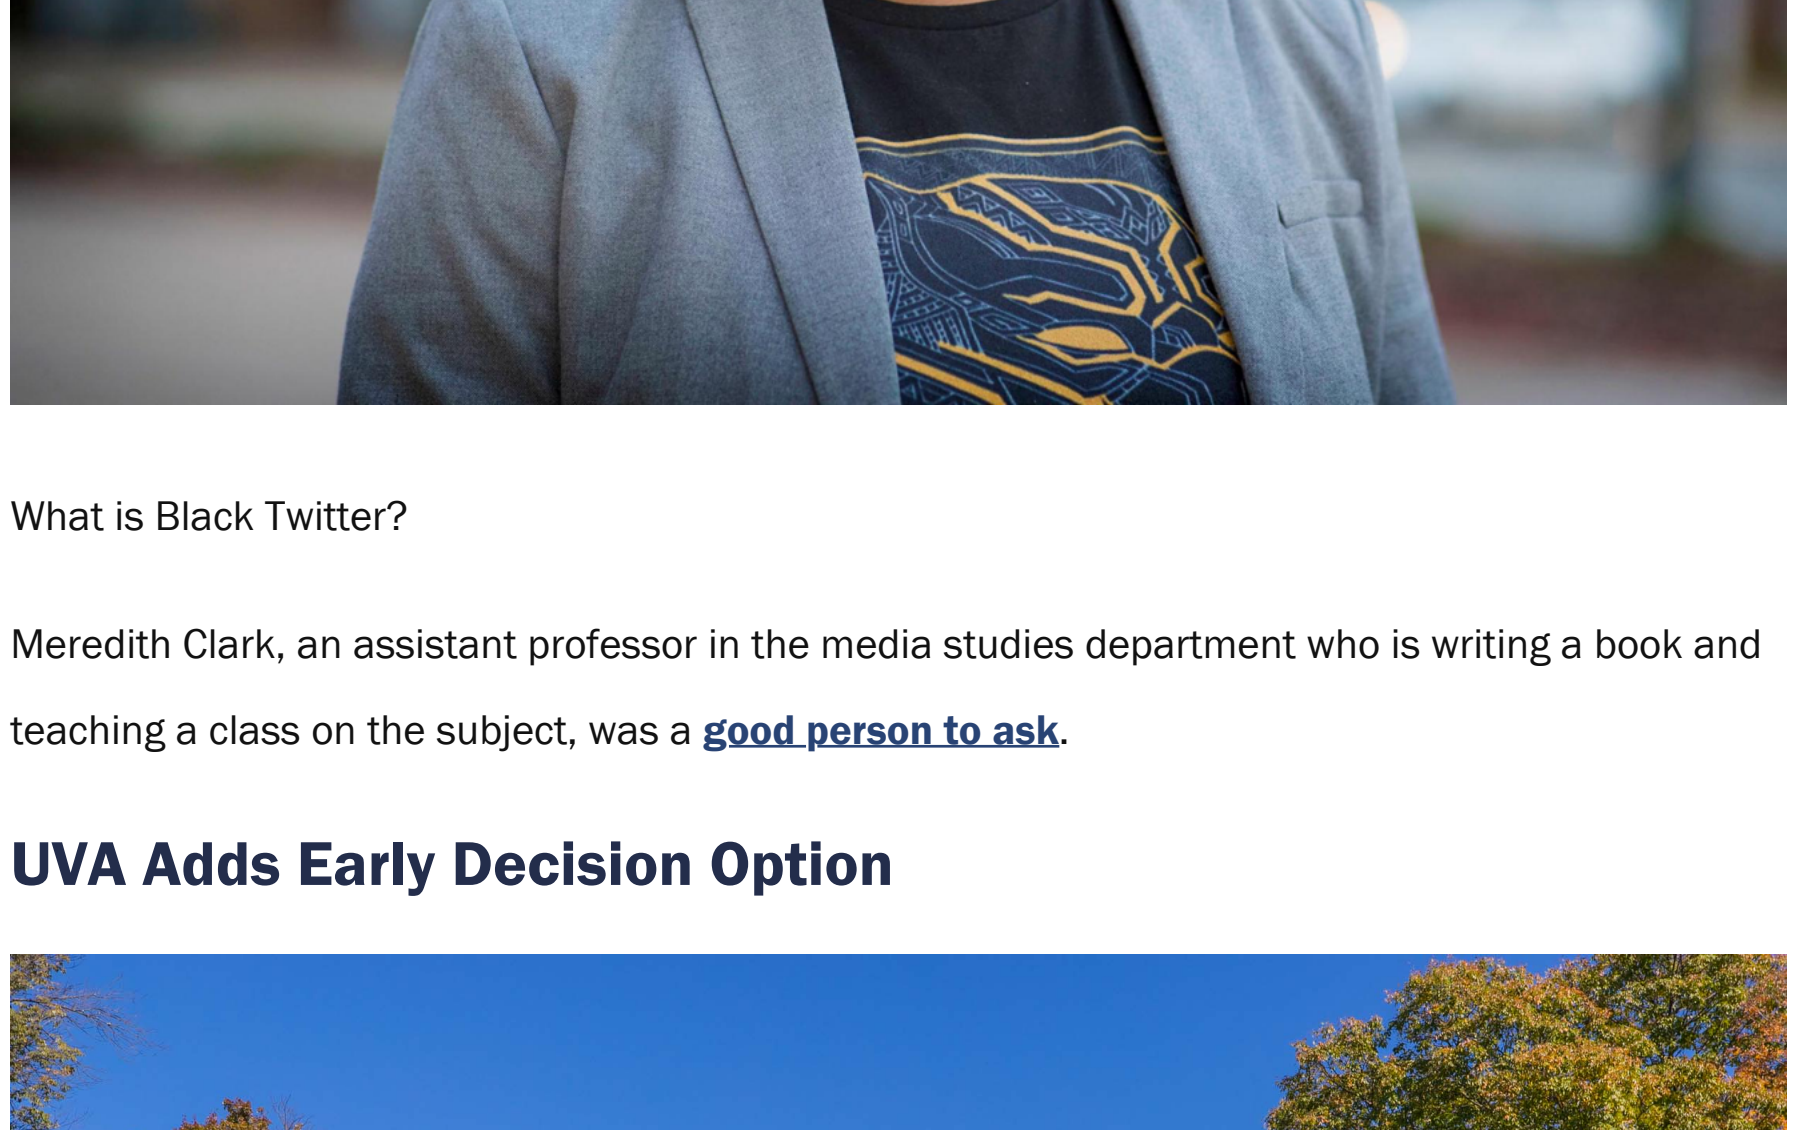 What is Black Twitter?
Meredith Clark, an assistant professor in the media studies department who is writing a book and
teaching a class on the subject, was a good person to ask.
UVA Adds Early Decision Option